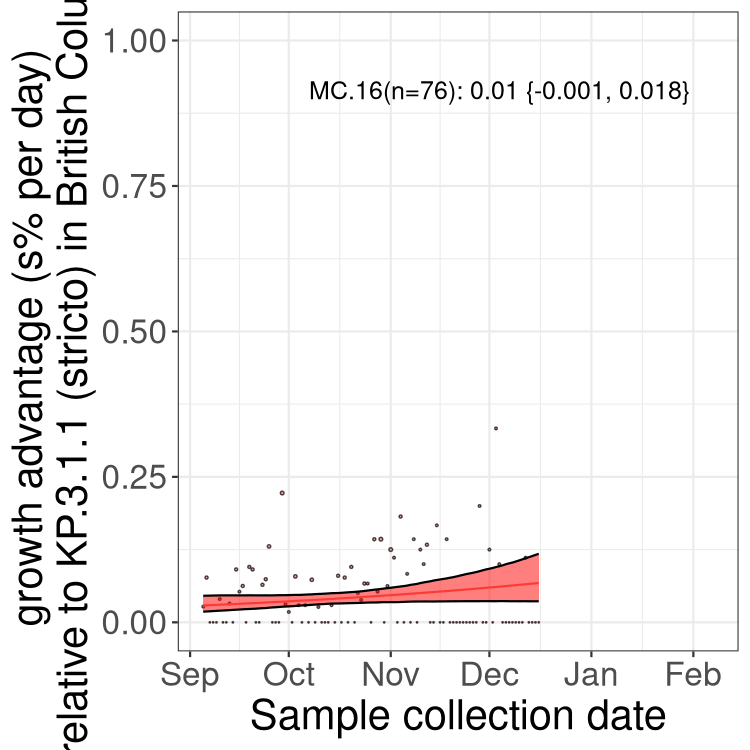 growth advantage (s% per day)
relative to KP.3.1.1 (stricto) in British Colu
1.00
0.75
0.50
0.25
0.00
MC.16(n=76): 0.01 {-0.001, 0.018}
Sep Oct Nov Dec Jan Feb
Sample collection date